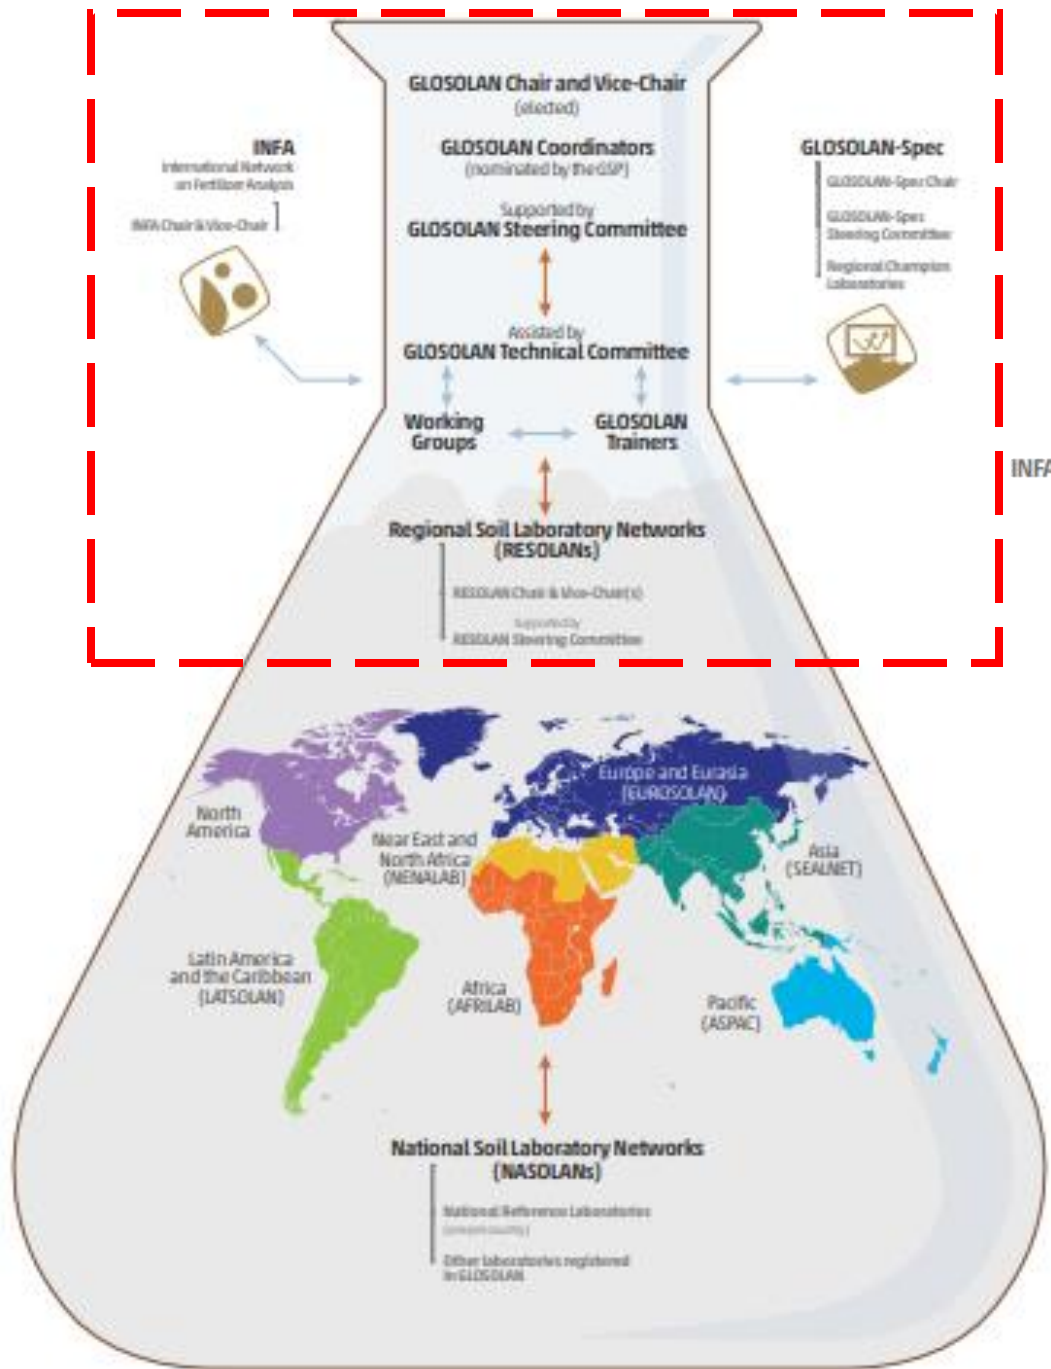 GLOSOLAN Chair and Vice-Chair
(elected)
GLOSOLAN Coordinators
(nominated by the GSP)
Supported by
GLOSOLAN Steering Committee
INFA
International Network
on Fertilizer Analysis
INFA Chair & Vice-Chair
GLOSOLAN-Spec
GLOSOLAN-Spec Chair
GLOSOLAN-Spec
Steering Committee
Regional Champion
Laboratories
Assisted by
GLOSOLAN Technical Committee
Working
Groups
GLOSOLAN
Trainers
INFA
Regional Soil Laboratory Networks
(RESOLANs)
RESOLAN Chair & Vice-Chair(s)
Supported by
RESOLAN Steering Committee
North
America
Near East and
North Africa
(NENALAB)
Europe and Eurasia
(EUROSOLAN)
Asia
(SEALNET)
Latin America
and the Caribbean
(LATSOLAN)
Africa
(AFRILAB)
Pacific
(ASPAC)
National Soil Laboratory Networks
(NASOLANs)
National Reference Laboratories
Other laboratories registered
in GLOSOLAN